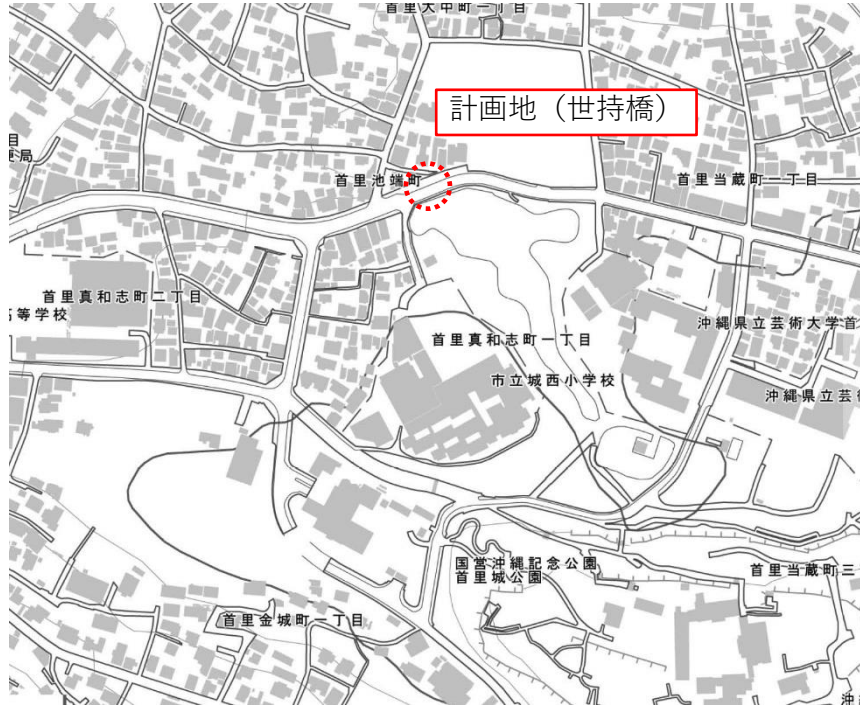 首里大中町一丁目
計画地（世持橋）
目
便局
首里池端町
首里当蔵町一丁目
首里真和志町二丁目
高等学校
首里真和志町一丁目
沖縄県立芸術大学首
市立城西小学校
沖縄県立芸
国営沖縄記念公園
首里城公園
首里当蔵町三
首里金城町一丁目
沖